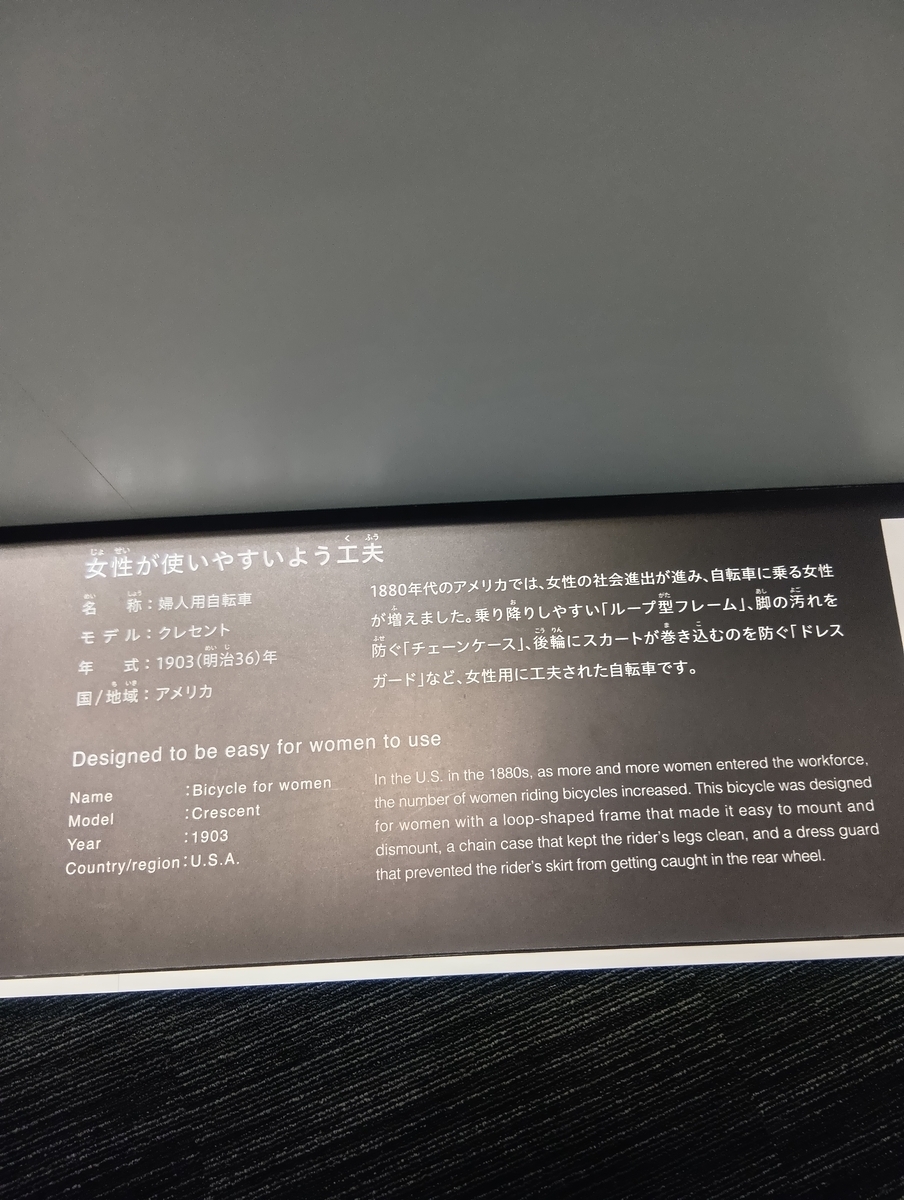 女性が使いやすいよう工夫
名　称：婦人用自転車
モデル：クレセント
年　式：1903(明治36)年
国/地域：アメリカ
1880年代のアメリカでは、女性の社会進出が進み、自転車に乗る女性
が増えました。乗り降りしやすい「ループ型フレーム」、脚の汚れを
防ぐ「チェーンケース」、後輪にスカートが巻き込むのを防ぐ「ドレス
ガード」など、女性用に工夫された自転車です。
Designed to be easy for women to use
Name :Bicycle for women
Model :Crescent
Year :1903
Country/region:U.S.A.
In the U.S. in the 1880s, as more and more women entered the workforce,
the number of women riding bicycles increased. This bicycle was designed
for women with a loop-shaped frame that made it easy to mount and
dismount, a chain case that kept the rider's legs clean, and a dress guard
that prevented the rider's skirt from getting caught in the rear wheel.